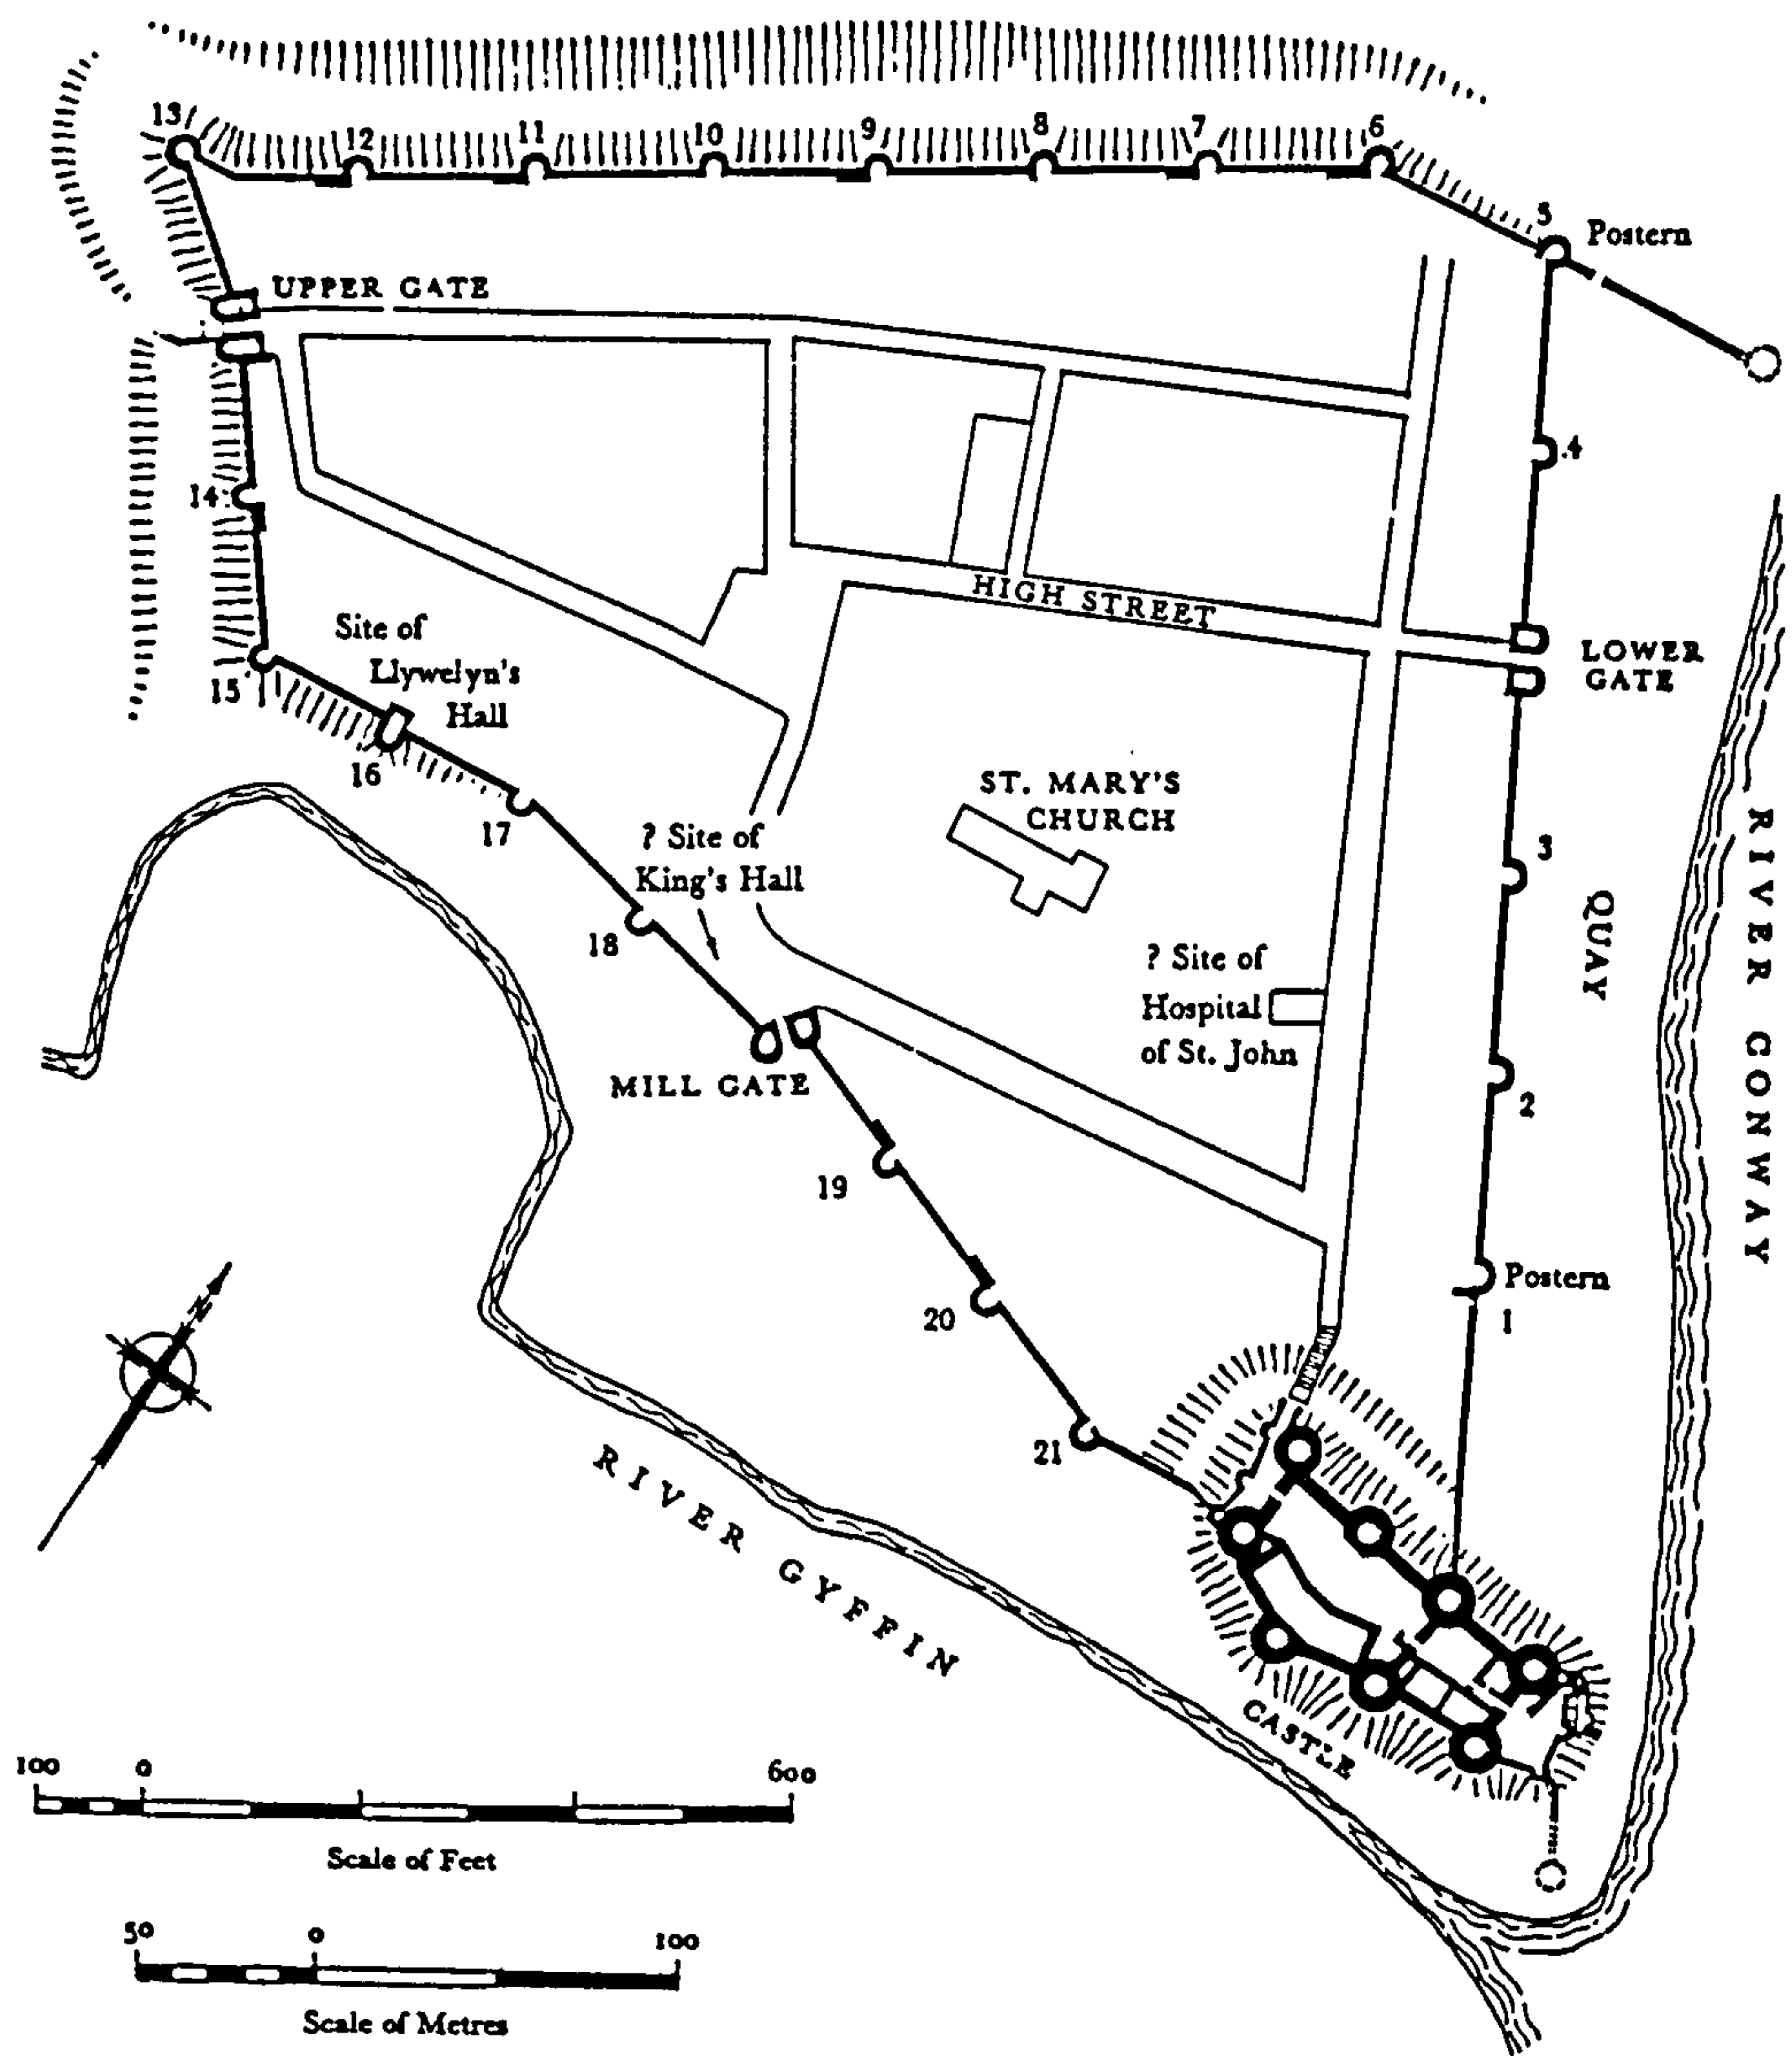 13
12
11
10
9
8
7
6
5
Postern
UPPER GATE
4
14
HIGH STREET
Site of
Llywelyn's
Hall
LOWER
GATE
15
16
17
ST. MARY'S
CHURCH
3
? Site of
King's Hall
QUAY
RIVER CONWAY
18
? Site of
Hospital
of St. John
MILL GATE
2
19
Postern
1
20
N
21
RIVER GYFFIN
CASTLE
100 0 600
Scale of Feet
50 0 100
Scale of Metres